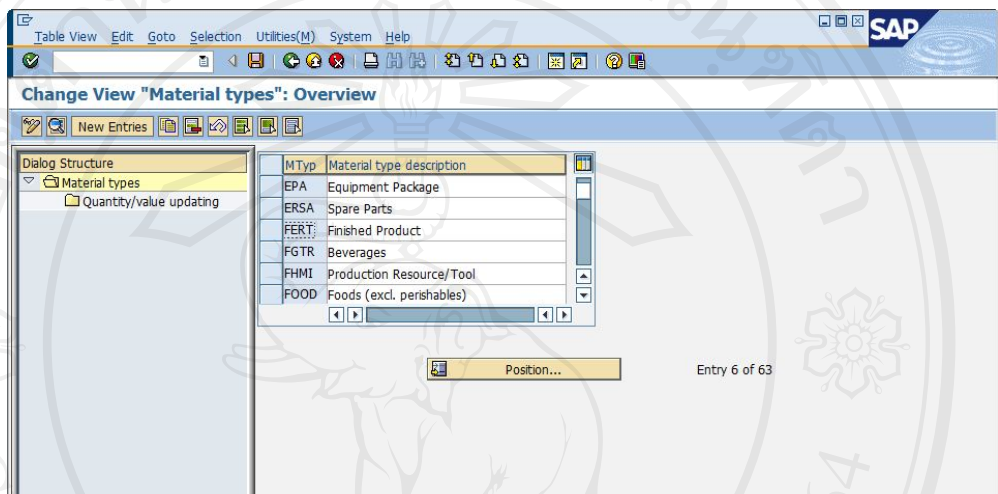 Table View Edit Goto Selection Utilities(M) System Help
SAP
Change View "Material types": Overview
New Entries
Dialog Structure
Material types
Quantity/value updating
MTyp Material type description
EPA Equipment Package
ERSA Spare Parts
FERT Finished Product
FGTR Beverages
FHMI Production Resource/Tool
FOOD Foods (excl. perishables)
Position...
Entry 6 of 63